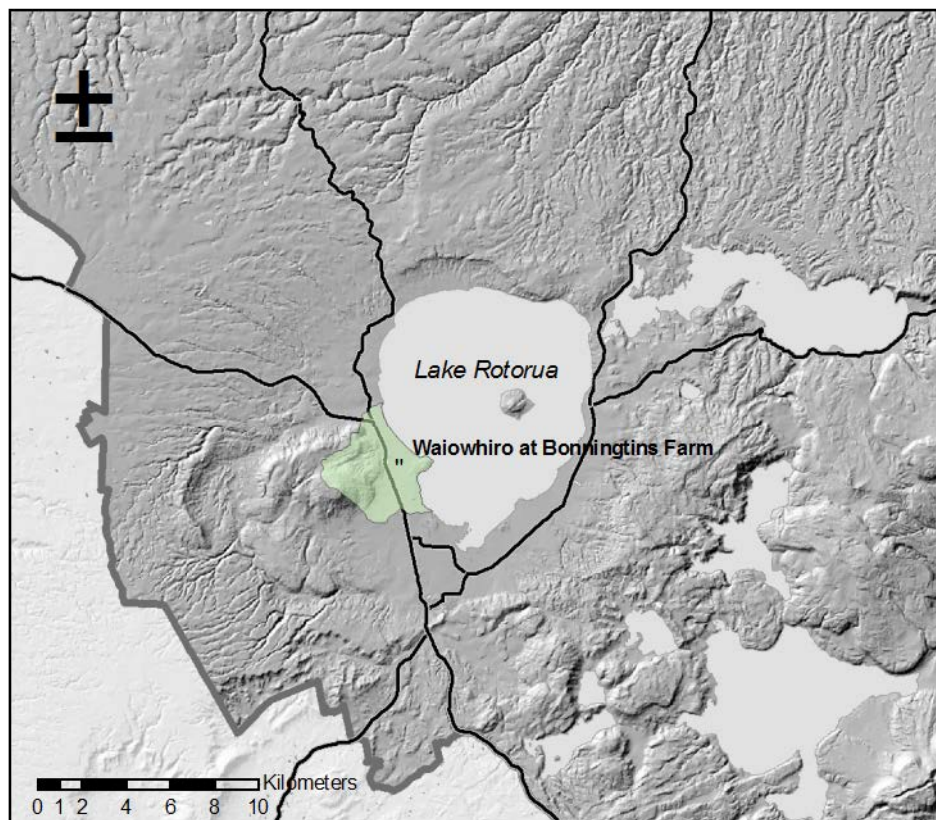 ±
Lake Rotorua
" Waiowhiro at Bonningtins Farm
Kilometers
0 1 2 4 6 8 10